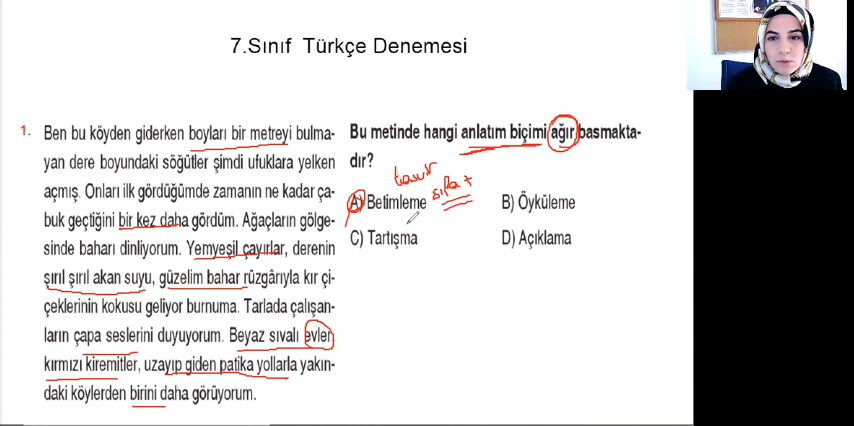 7.Sınıf Türkçe Denemesi
1.
Ben bu köyden giderken boyları bir metreyi bulma-
yan dere boyundaki söğütler şimdi ufuklara yelken
açmış. Onları ilk gördüğümde zamanın ne kadar ça-
buk geçtiğini bir kez daha gördüm. Ağaçların gölge-
sinde baharı dinliyorum. Yemyeşil çayırlar, derenin
şırıl şırıl akan suyu, güzelim bahar rüzgârıyla kır çi-
çeklerinin kokusu geliyor burnuma. Tarlada çalışan-
ların çapa seslerini duyuyorum. Beyaz sıvalı evler
kırmızı kiremitler, uzayıp giden patika yollarla yakın-
daki köylerden birini daha görüyorum.
Bu metinde hangi anlatım biçimi ağır basmakta-
dır?
tasvir
sıfat
A) Betimleme
B) Öyküleme
C) Tartışma
D) Açıklama